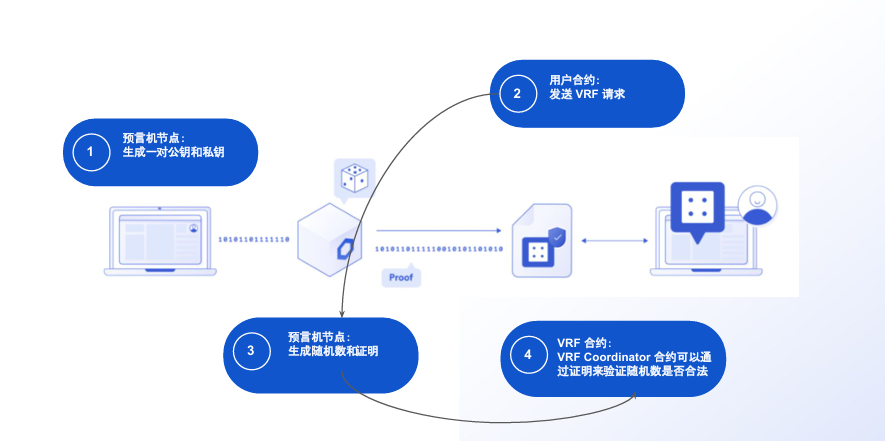 1
预言机节点：
生成一对公钥和私钥
2
用户合约：
发送 VRF 请求
10101101111110
10101101111110010101101010
Proof
3
预言机节点：
生成随机数和证明
4
VRF 合约：
VRF Coordinator 合约可以通
过证明来验证随机数是否合法